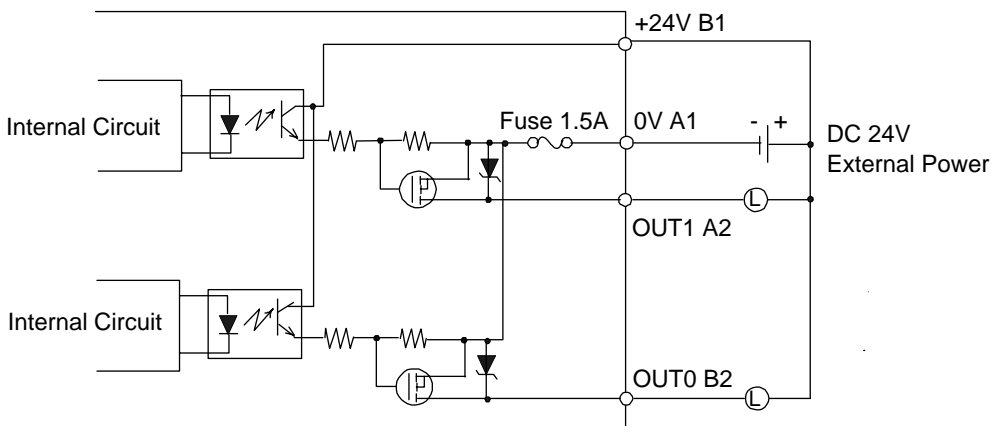 +24V B1
Internal Circuit
Fuse 1.5A
0V A1
- +
DC 24V
External Power
L
OUT1 A2
Internal Circuit
OUT0 B2
L